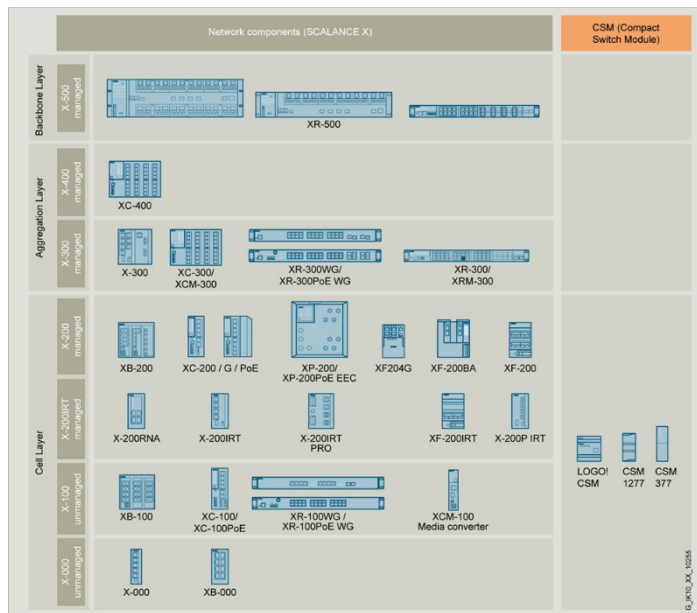 Network components (SCALANCE X)
CSM (Compact
Switch Module)
Backbone Layer
X-500
managed
XR-500
Aggregation Layer
X-400
managed
XC-400
X-300
managed
X-300
XC-300/
XCM-300
XR-300WG/
XR-300PoE WG
XR-300/
XRM-300
Cell Layer
X-200
managed
XB-200
XC-200 / G / PoE
XP-200/
XP-200PoE EEC
XF204G
XF-200BA
XF-200
X-200IRT
managed
X-200RNA
X-200IRT
X-200IRT
PRO
XF-200IRT
X-200P IRT
LOGO!
CSM
CSM
1277
CSM
377
X-100
unmanaged
XB-100
XC-100/
XC-100PoE
XR-100WG /
XR-100PoE WG
XCM-100
Media converter
X-000
unmanaged
X-000
XB-000
G_IK10_XX_10255